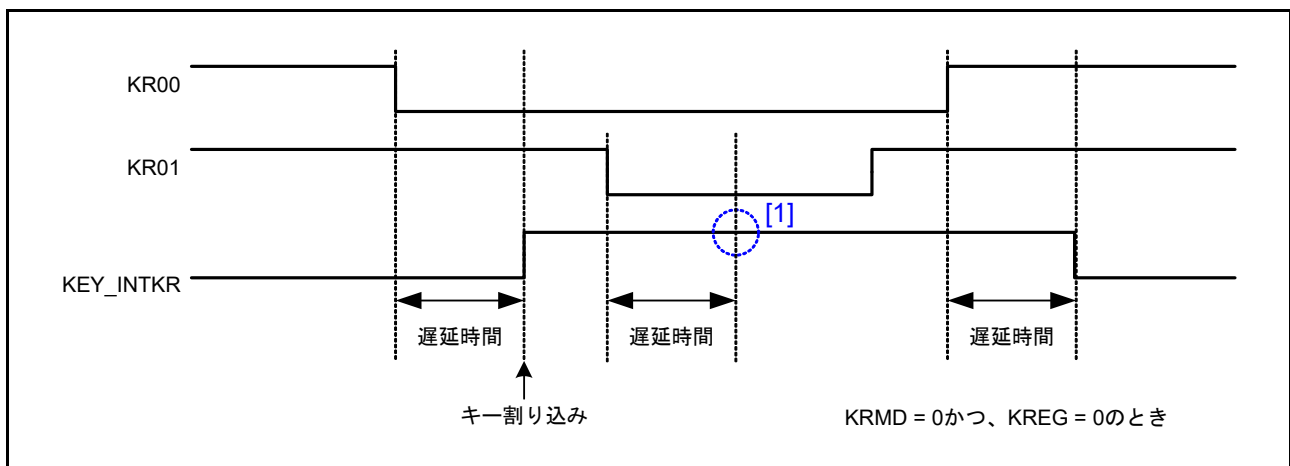 KR00
KR01
[1]
KEY_INTKR
遅延時間
遅延時間
遅延時間
キー割り込み
KRMD = 0かつ、KREG = 0のとき